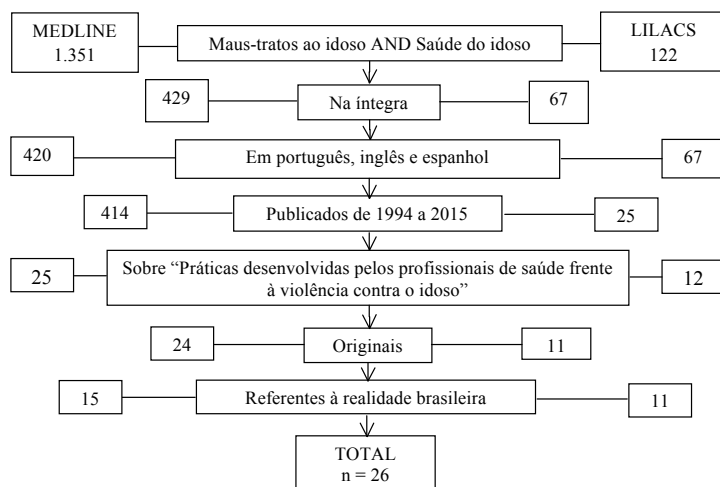 MEDLINE
1.351
Maus-tratos ao idoso AND Saúde do idoso
LILACS
122
429
Na íntegra
67
420
Em português, inglês e espanhol
67
414
Publicados de 1994 a 2015
25
25
Sobre “Práticas desenvolvidas pelos profissionais de saúde frente
à violência contra o idoso”
12
24
Originais
11
15
Referentes à realidade brasileira
11
TOTAL
n = 26